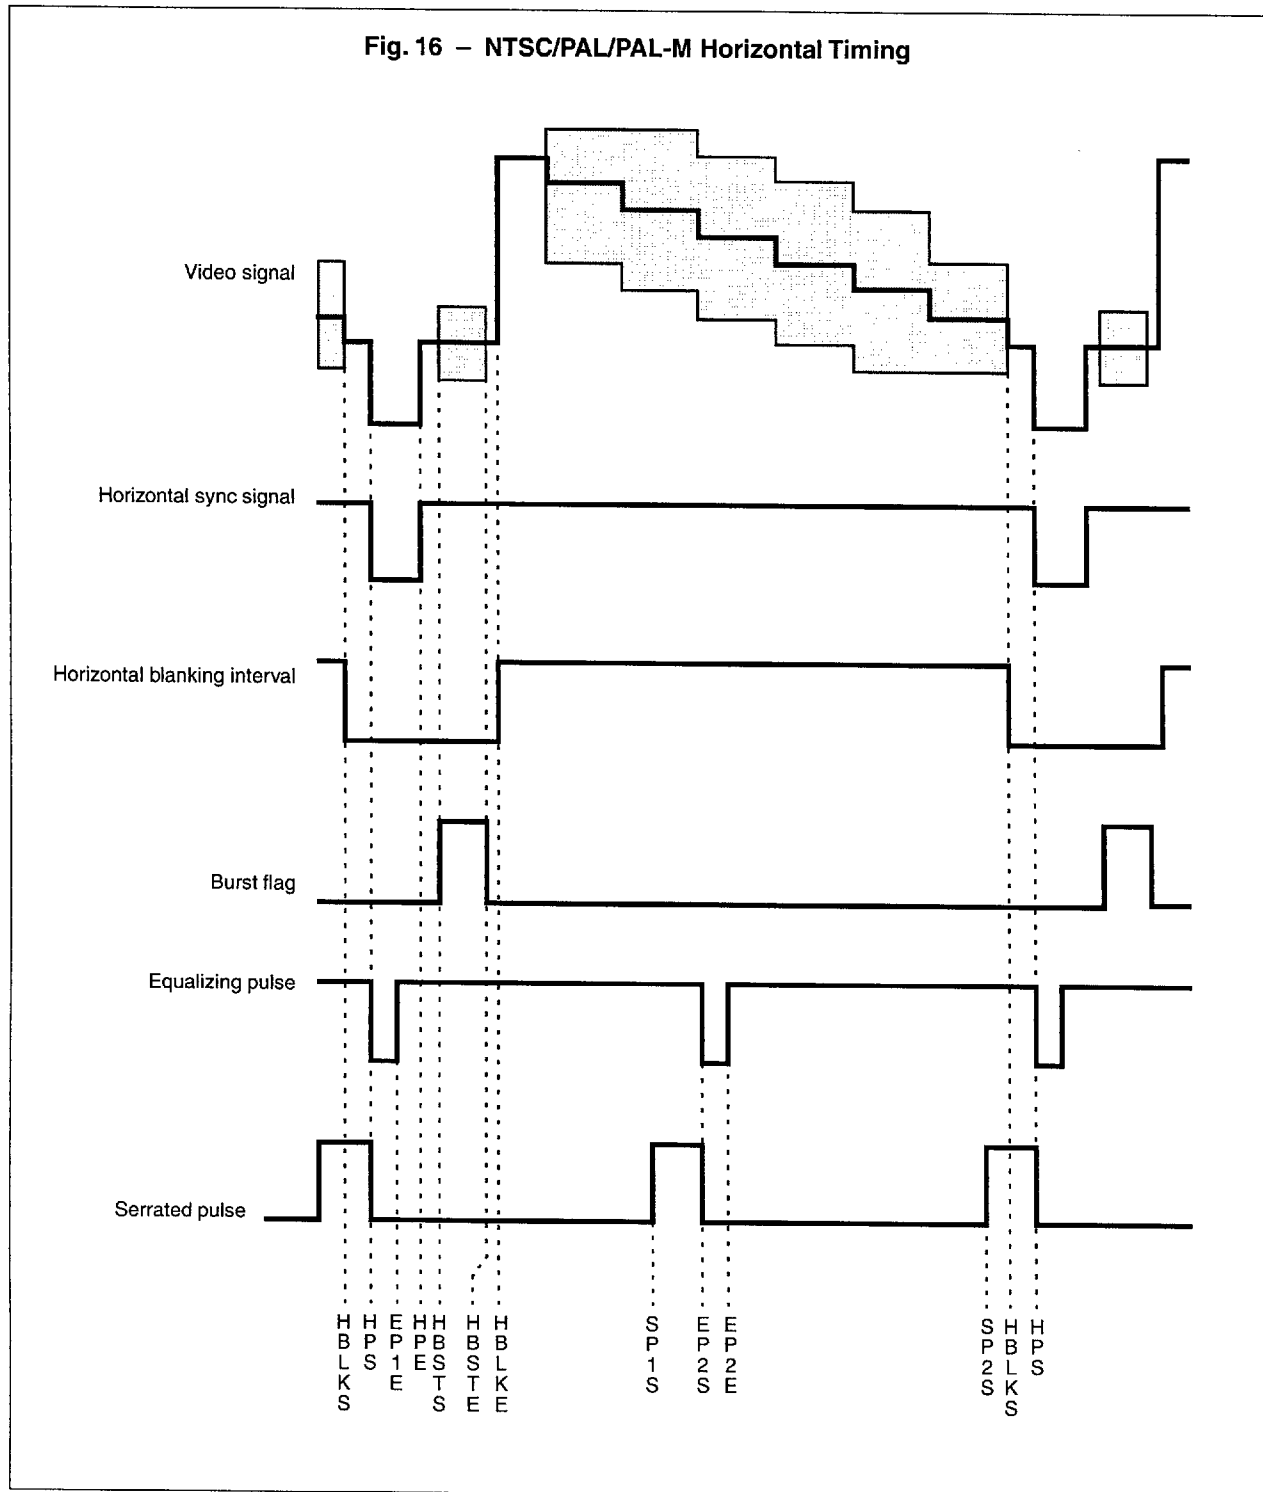 Fig. 16 – NTSC/PAL/PAL-M Horizontal Timing
Video signal
Horizontal sync signal
Horizontal blanking interval
Burst flag
Equalizing pulse
Serrated pulse
HBLKS
HPS
EP1E
HPE
HBSTS
HBSTE
HBLKE
SP1S
EP2S
EP2E
SP2S
HBLKS
HPS